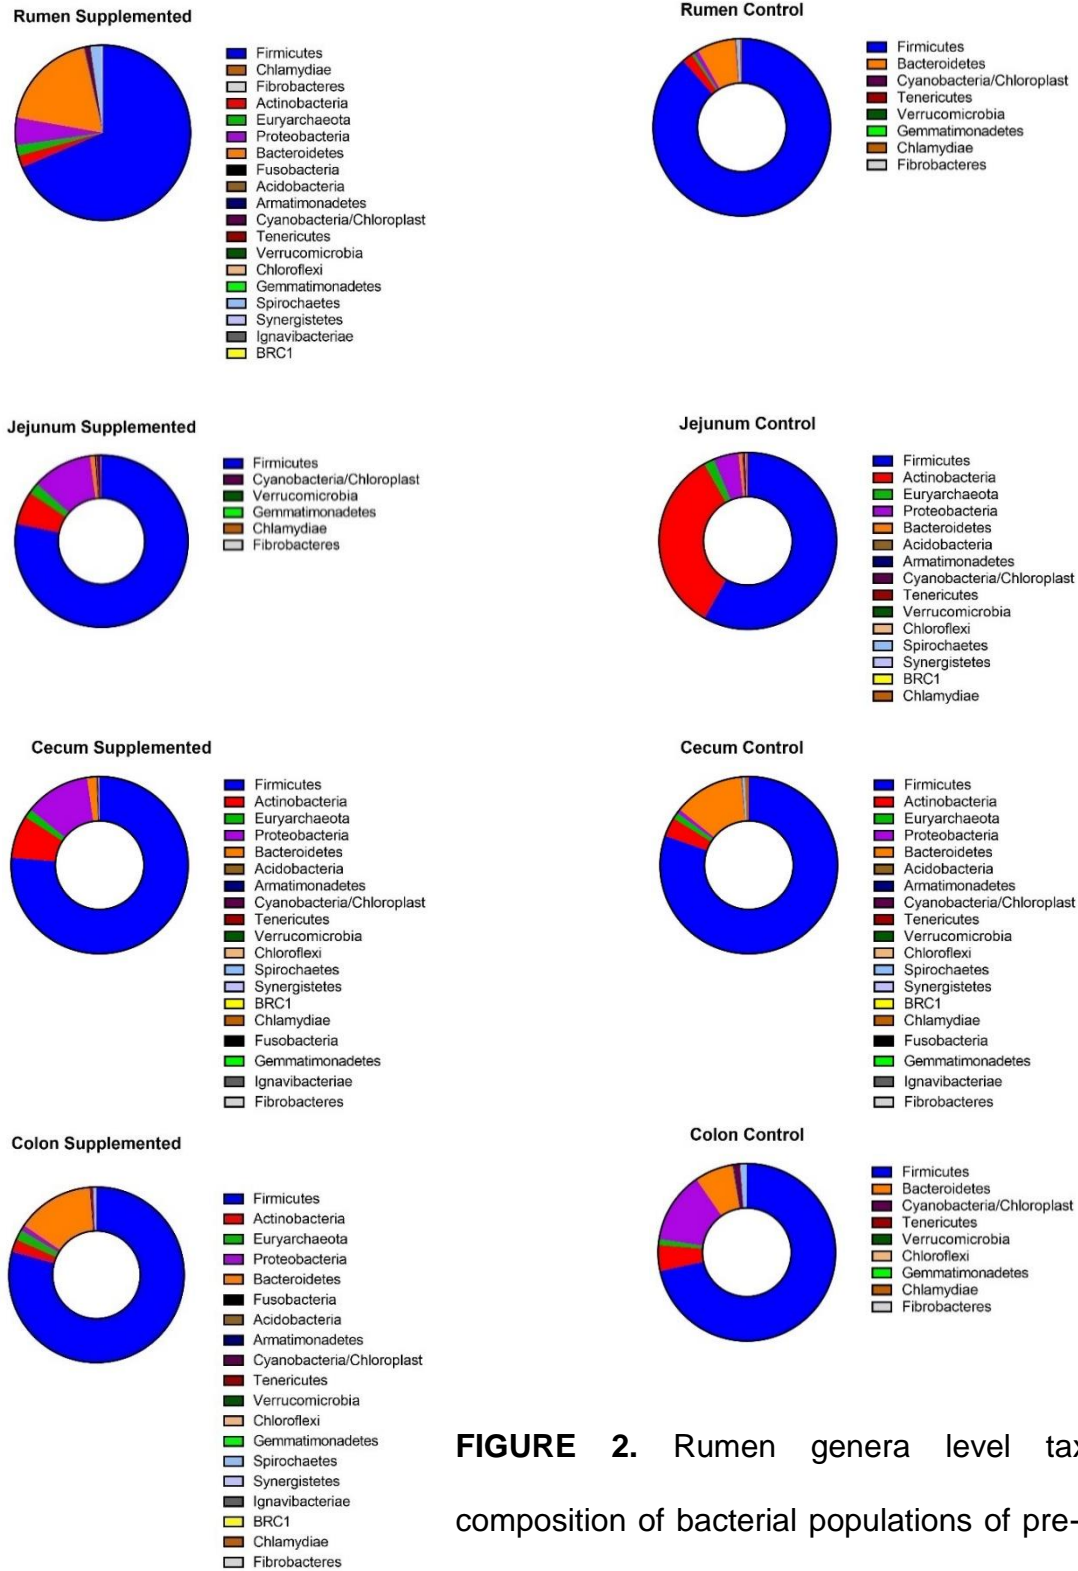 Rumen Supplemented
Firmicutes
Chlamydiae
Fibrobacteres
Actinobacteria
Euryarchaeota
Proteobacteria
Bacteroidetes
Fusobacteria
Acidobacteria
Armatimonadetes
Cyanobacteria/Chloroplast
Tenericutes
Verrucomicrobia
Chloroflexi
Gemmatimonadetes
Spirochaetes
Synergistetes
Ignavibacteriae
BRC1
Rumen Control
Firmicutes
Bacteroidetes
Cyanobacteria/Chloroplast
Tenericutes
Verrucomicrobia
Gemmatimonadetes
Chlamydiae
Fibrobacteres
Jejunum Supplemented
Firmicutes
Cyanobacteria/Chloroplast
Verrucomicrobia
Gemmatimonadetes
Chlamydiae
Fibrobacteres
Jejunum Control
Firmicutes
Actinobacteria
Euryarchaeota
Proteobacteria
Bacteroidetes
Acidobacteria
Armatimonadetes
Cyanobacteria/Chloroplast
Tenericutes
Verrucomicrobia
Chloroflexi
Spirochaetes
Synergistetes
BRC1
Chlamydiae
Cecum Supplemented
Firmicutes
Actinobacteria
Euryarchaeota
Proteobacteria
Bacteroidetes
Acidobacteria
Armatimonadetes
Cyanobacteria/Chloroplast
Tenericutes
Verrucomicrobia
Chloroflexi
Spirochaetes
Synergistetes
BRC1
Chlamydiae
Fusobacteria
Gemmatimonadetes
Ignavibacteriae
Fibrobacteres
Cecum Control
Firmicutes
Actinobacteria
Euryarchaeota
Proteobacteria
Bacteroidetes
Acidobacteria
Armatimonadetes
Cyanobacteria/Chloroplast
Tenericutes
Verrucomicrobia
Chloroflexi
Spirochaetes
Synergistetes
BRC1
Chlamydiae
Fusobacteria
Gemmatimonadetes
Ignavibacteriae
Fibrobacteres
Colon Supplemented
Firmicutes
Actinobacteria
Euryarchaeota
Proteobacteria
Bacteroidetes
Fusobacteria
Acidobacteria
Armatimonadetes
Cyanobacteria/Chloroplast
Tenericutes
Verrucomicrobia
Chloroflexi
Gemmatimonadetes
Spirochaetes
Synergistetes
Ignavibacteriae
BRC1
Chlamydiae
Fibrobacteres
Colon Control
Firmicutes
Bacteroidetes
Cyanobacteria/Chloroplast
Tenericutes
Verrucomicrobia
Chloroflexi
Gemmatimonadetes
Chlamydiae
Fibrobacteres
FIGURE 2. Rumen genera level
composition of bacterial populations of pre-